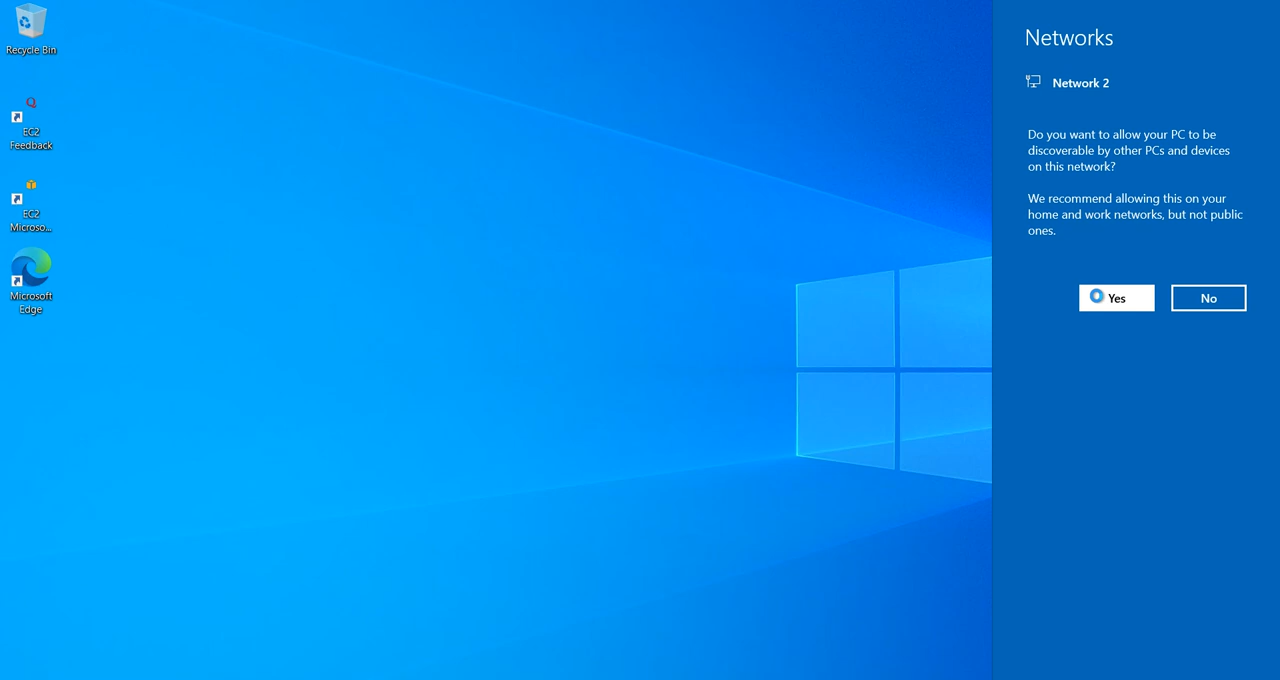 Recycle Bin
EC2
Feedback
EC2
Microso...
Microsoft
Edge
Networks
Network 2
Do you want to allow your PC to be
discoverable by other PCs and devices
on this network?
We recommend allowing this on your
home and work networks, but not public
ones.
Yes
No